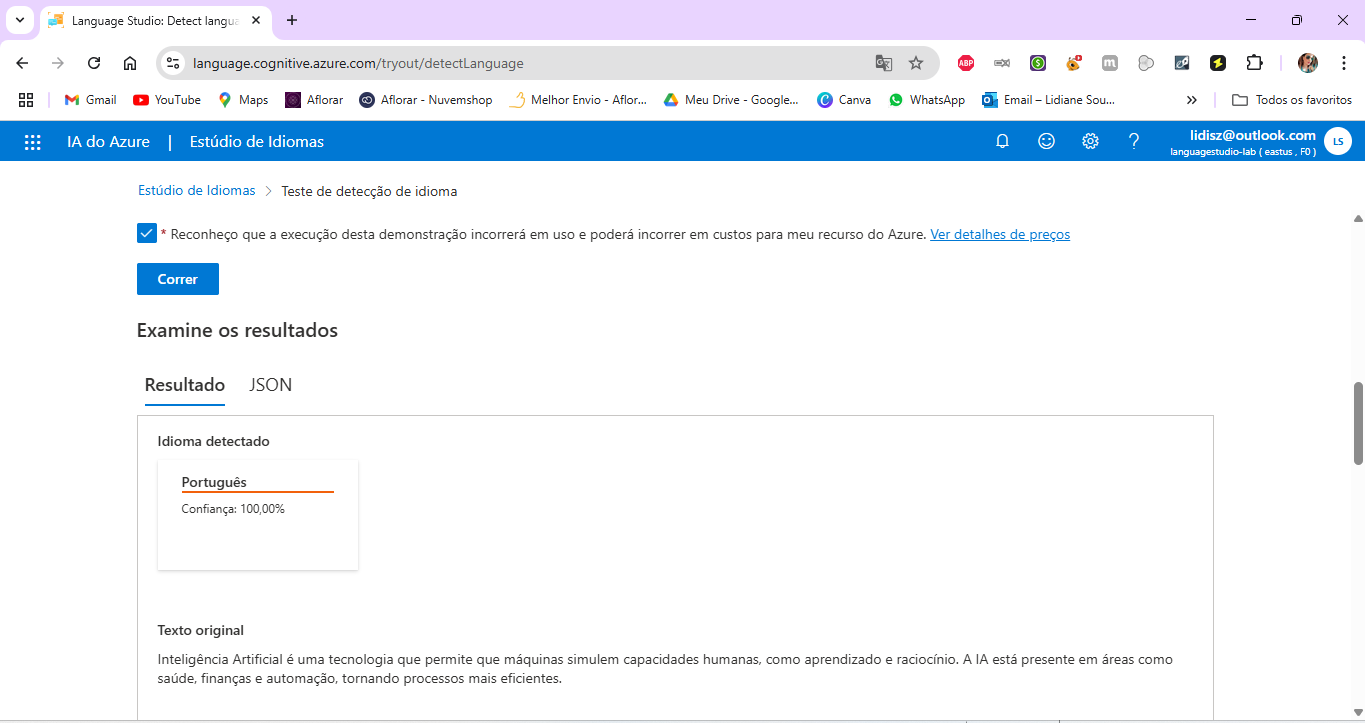 Language Studio: Detect langua
language.cognitive.azure.com/tryout/detectLanguage
ABP
Gmail
YouTube
Maps
Aflorar
Aflorar - Nuvemshop
Melhor Envio - Aflor...
Meu Drive - Google...
Canva
WhatsApp
Email – Lidiane Sou...
Todos os favoritos
IA do Azure | Estúdio de Idiomas
lidisz@outlook.com
languagestudio-lab ( eastus , F0 )
LS
Estúdio de Idiomas > Teste de detecção de idioma
* Reconheço que a execução desta demonstração incorrerá em uso e poderá incorrer em custos para meu recurso do Azure. Ver detalhes de preços
Correr
Examine os resultados
Resultado JSON
Idioma detectado
Português
Confiança: 100,00%
Texto original
Inteligência Artificial é uma tecnologia que permite que máquinas simulem capacidades humanas, como aprendizado e raciocínio. A IA está presente em áreas como
saúde, finanças e automação, tornando processos mais eficientes.